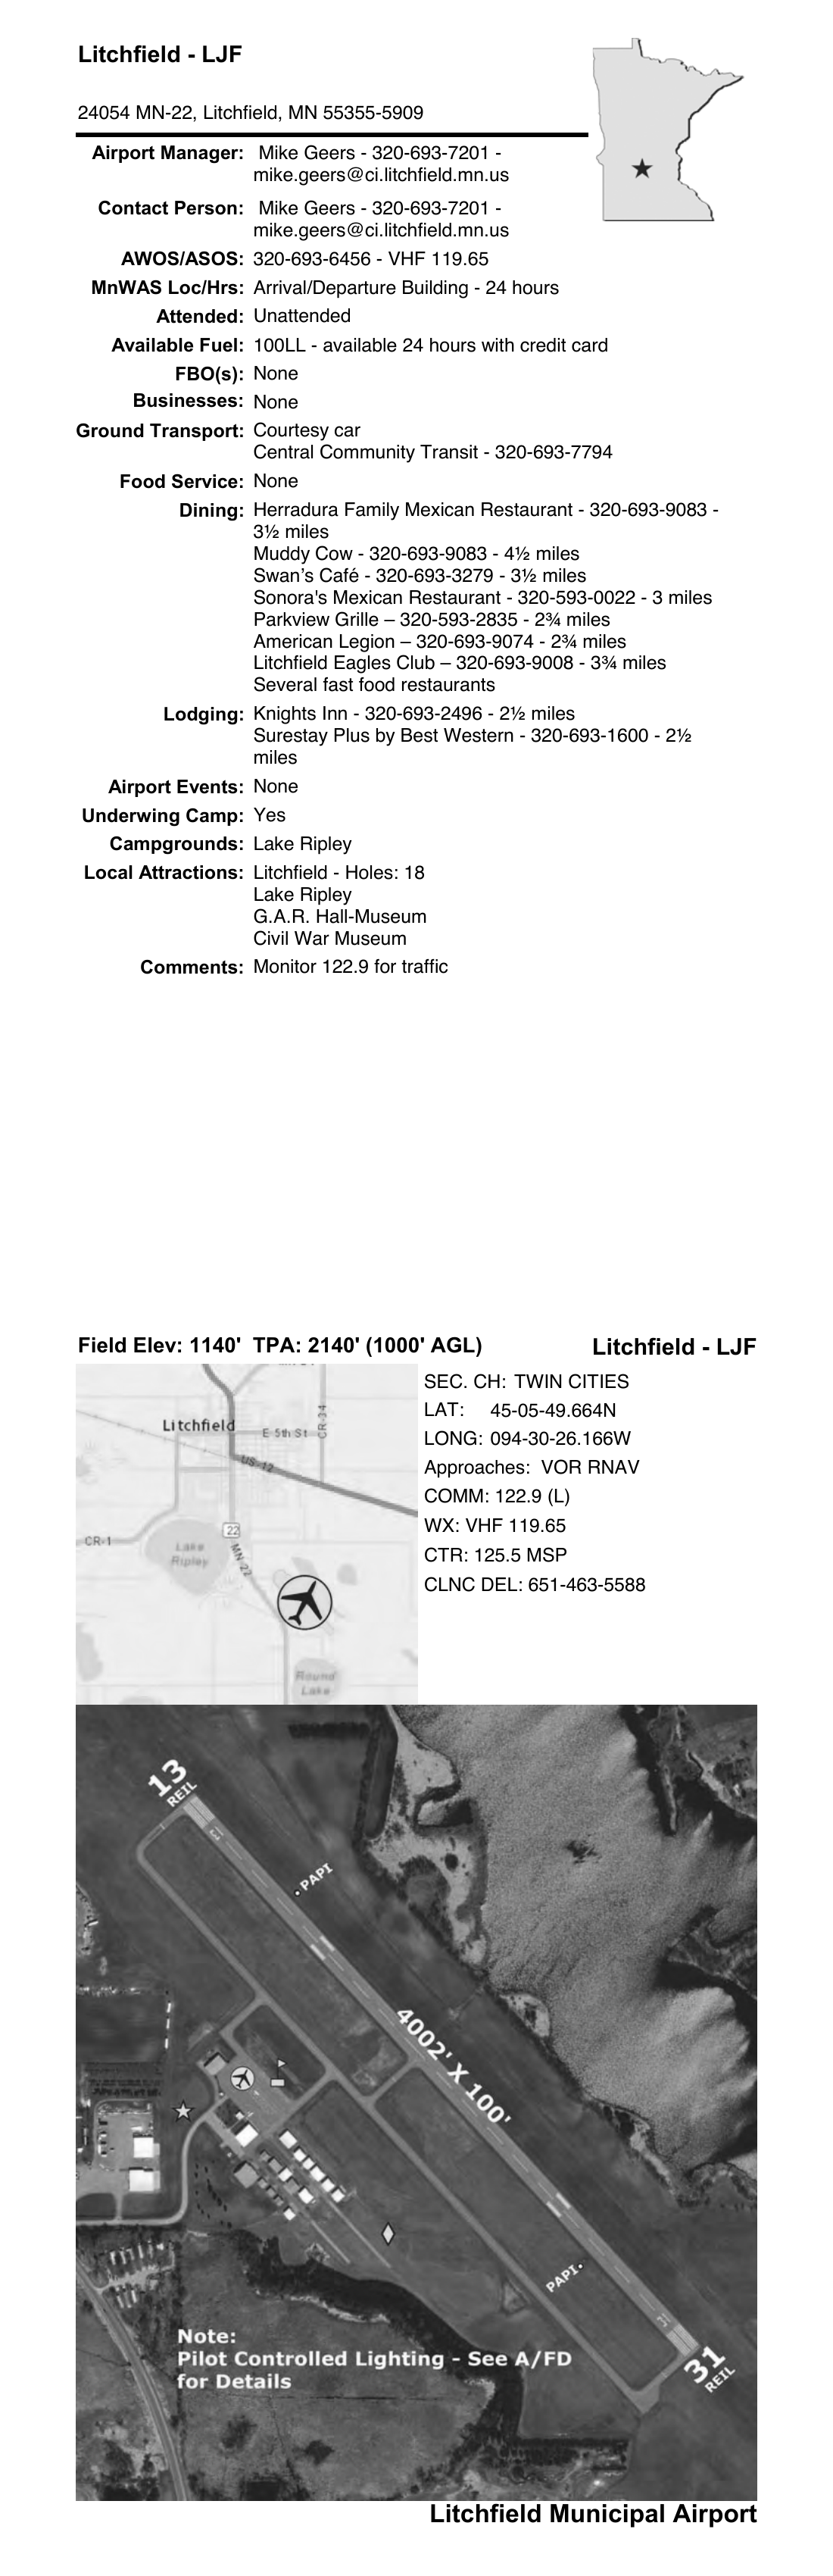 Litchfield - LJF
24054 MN-22, Litchfield, MN 55355-5909
Airport Manager: Mike Geers - 320-693-7201 -
mike.geers@ci.litchfield.mn.us
Contact Person: Mike Geers - 320-693-7201 -
mike.geers@ci.litchfield.mn.us
AWOS/ASOS: 320-693-6456 - VHF 119.65
MnWAS Loc/Hrs: Arrival/Departure Building - 24 hours
Attended: Unattended
Available Fuel: 100LL - available 24 hours with credit card
FBO(s): None
Businesses: None
Ground Transport: Courtesy car
Central Community Transit - 320-693-7794
Food Service: None
Dining: Herradura Family Mexican Restaurant - 320-693-9083 -
3½ miles
Muddy Cow - 320-693-9083 - 4½ miles
Swan’s Café - 320-693-3279 - 3½ miles
Sonora's Mexican Restaurant - 320-593-0022 - 3 miles
Parkview Grille – 320-593-2835 - 2¾ miles
American Legion – 320-693-9074 - 2¾ miles
Litchfield Eagles Club – 320-693-9008 - 3¾ miles
Several fast food restaurants
Lodging: Knights Inn - 320-693-2496 - 2½ miles
Surestay Plus by Best Western - 320-693-1600 - 2½
miles
Airport Events: None
Underwing Camp: Yes
Campgrounds: Lake Ripley
Local Attractions: Litchfield - Holes: 18
Lake Ripley
G.A.R. Hall-Museum
Civil War Museum
Comments: Monitor 122.9 for traffic
Field Elev: 1140' TPA: 2140' (1000' AGL)
Litchfield - LJF
Litchfield
E 5th St
CR-34
US-12
CR-1
Lake
Ripley
22
MN-22
Round
Lake
SEC. CH: TWIN CITIES
LAT: 45-05-49.664N
LONG: 094-30-26.166W
Approaches: VOR RNAV
COMM: 122.9 (L)
WX: VHF 119.65
CTR: 125.5 MSP
CLNC DEL: 651-463-5588
13
REIL
PAPI
4002' X 100'
PAPI
31
REIL
Note:
Pilot Controlled Lighting - See A/FD
for Details
Litchfield Municipal Airport